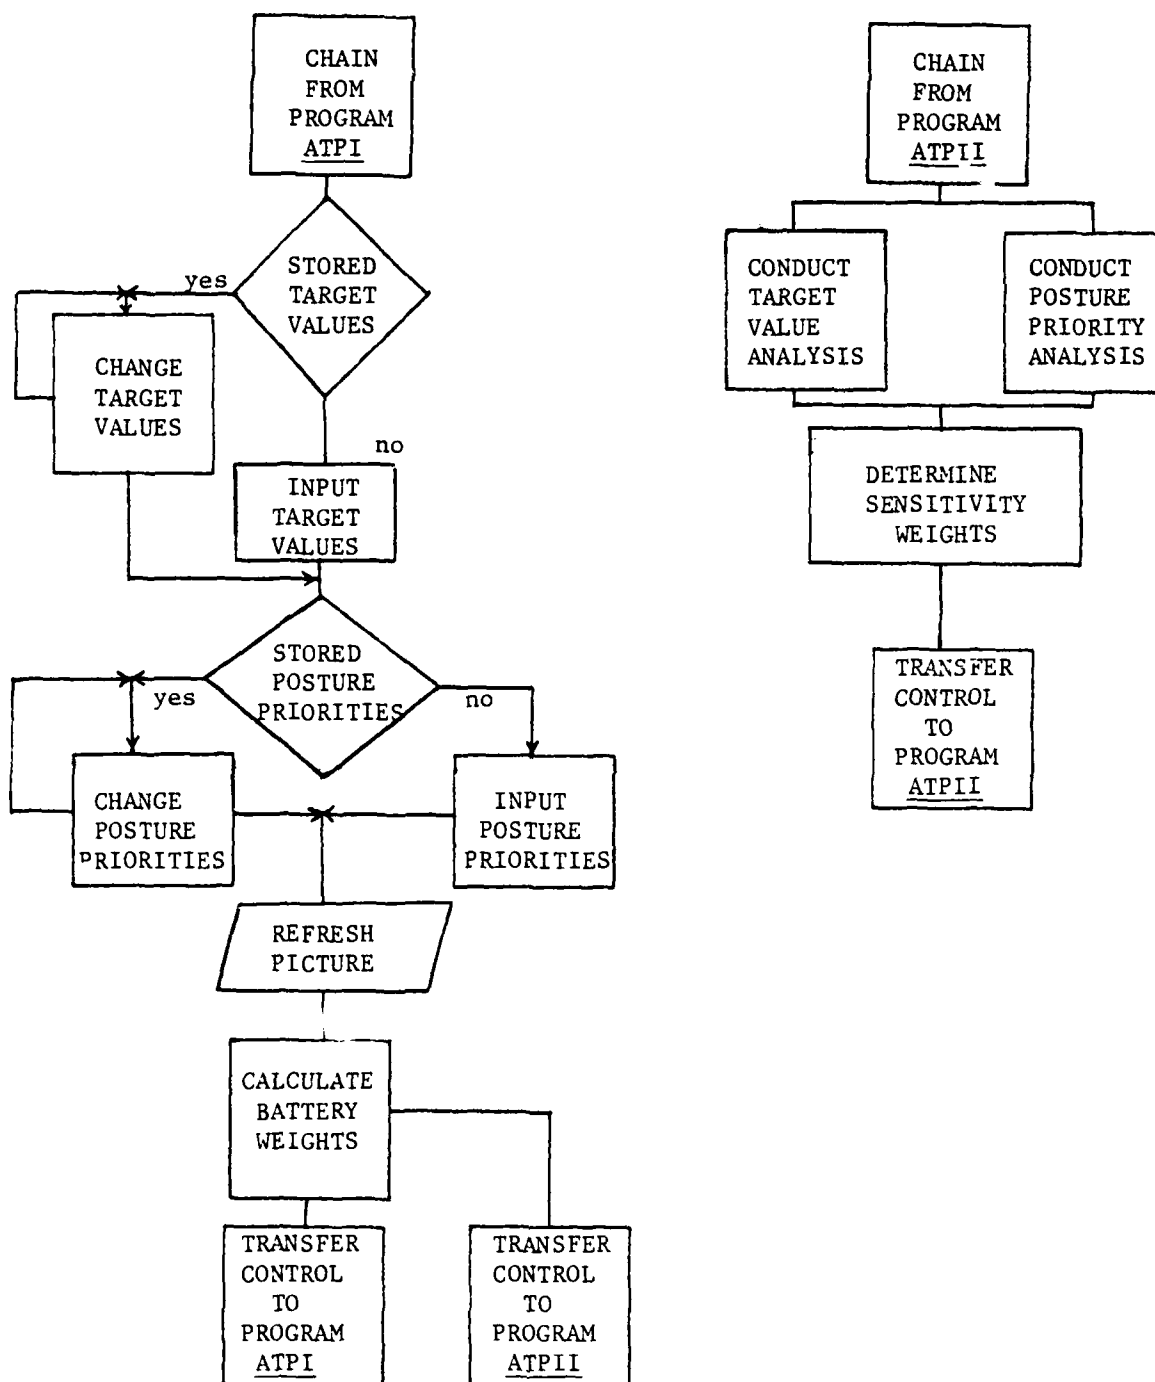 CHAIN
FROM
PROGRAM
ATPI
STORED
TARGET
VALUES
yes
CHANGE
TARGET
VALUES
no
INPUT
TARGET
VALUES
STORED
POSTURE
PRIORITIES
yes
no
CHANGE
POSTURE
PRIORITIES
INPUT
POSTURE
PRIORITIES
REFRESH
PICTURE
CALCULATE
BATTERY
WEIGHTS
TRANSFER
CONTROL
TO
PROGRAM
ATPI
TRANSFER
CONTROL
TO
PROGRAM
ATPII
CHAIN
FROM
PROGRAM
ATPII
CONDUCT
TARGET
VALUE
ANALYSIS
CONDUCT
POSTURE
PRIORITY
ANALYSIS
DETERMINE
SENSITIVITY
WEIGHTS
TRANSFER
CONTROL
TO
PROGRAM
ATPII